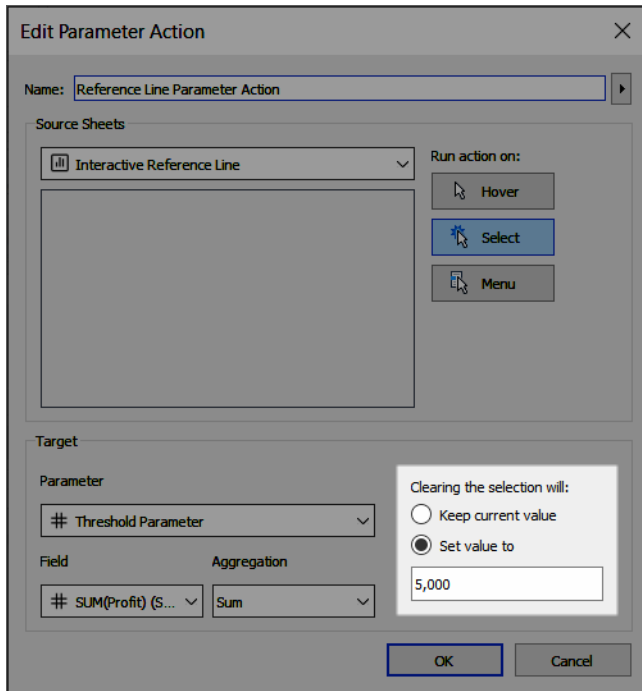 Edit Parameter Action
Name: Reference Line Parameter Action
Source Sheets
Interactive Reference Line
Run action on:
Hover
Select
Menu
Target
Parameter
Threshold Parameter
Field Aggregation
SUM(Profit) (S... Sum
Clearing the selection will:
Keep current value
Set value to
5,000
OK Cancel